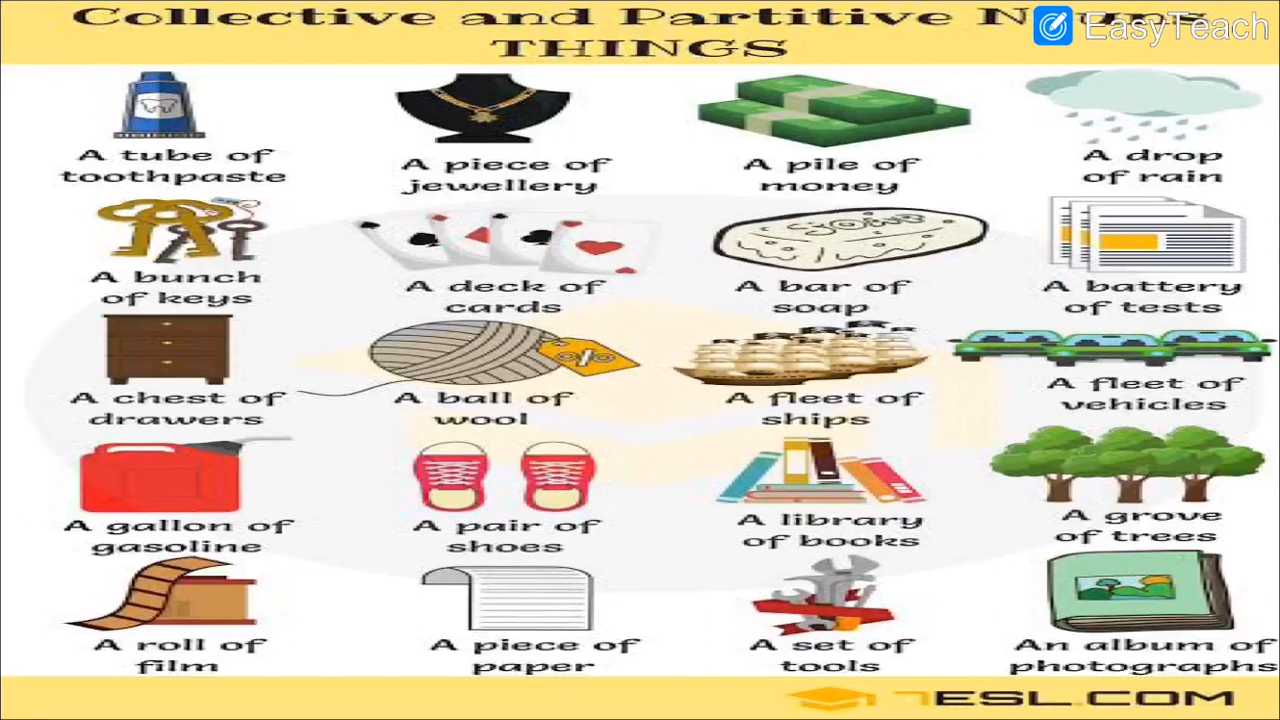 Collective and Partitive
EasyTeach
THINGS
A tube of
toothpaste
A piece of
jewellery
A pile of
money
A drop
of rain
A bunch
of keys
A deck of
cards
A bar of
soap
A battery
of tests
A chest of
drawers
A ball of
wool
A fleet of
ships
A fleet of
vehicles
A gallon of
gasoline
A pair of
shoes
A library
of books
A grove
of trees
A roll of
film
A piece of
paper
A set of
tools
An album of
photographs
7ESL.COM